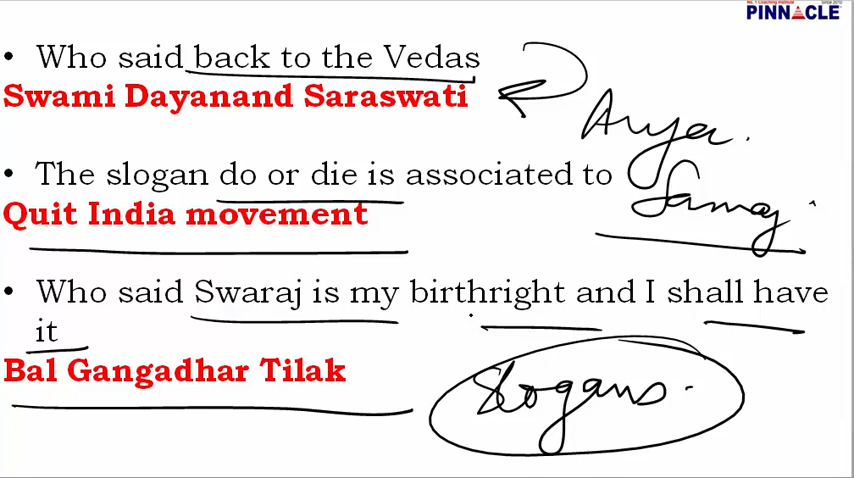 PINNACLE
• Who said back to the Vedas
Swami Dayanand Saraswati
Arya
• The slogan do or die is associated to
Samaj
Quit India movement
• Who said Swaraj is my birthright and I shall have
it
Bal Gangadhar Tilak
Slogans